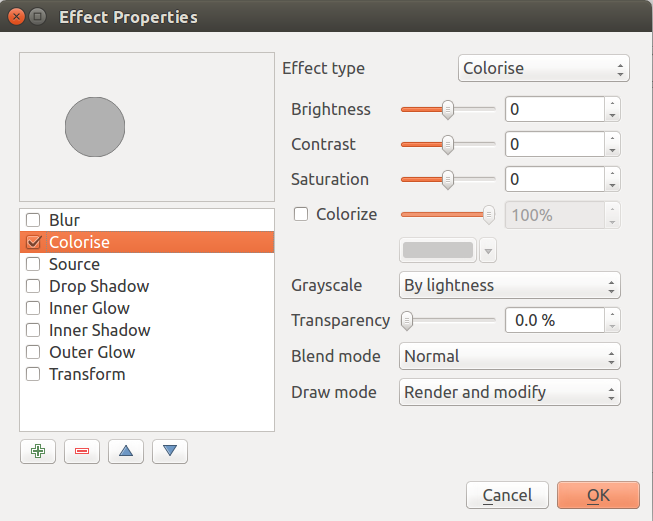 Effect Properties
Effect type Colorise
Brightness 0
Contrast 0
Saturation 0
Colorize 100%
Blur
Colorise
Source
Drop Shadow
Inner Glow
Inner Shadow
Outer Glow
Transform
Grayscale By lightness
Transparency 0.0 %
Blend mode Normal
Draw mode Render and modify
Cancel OK